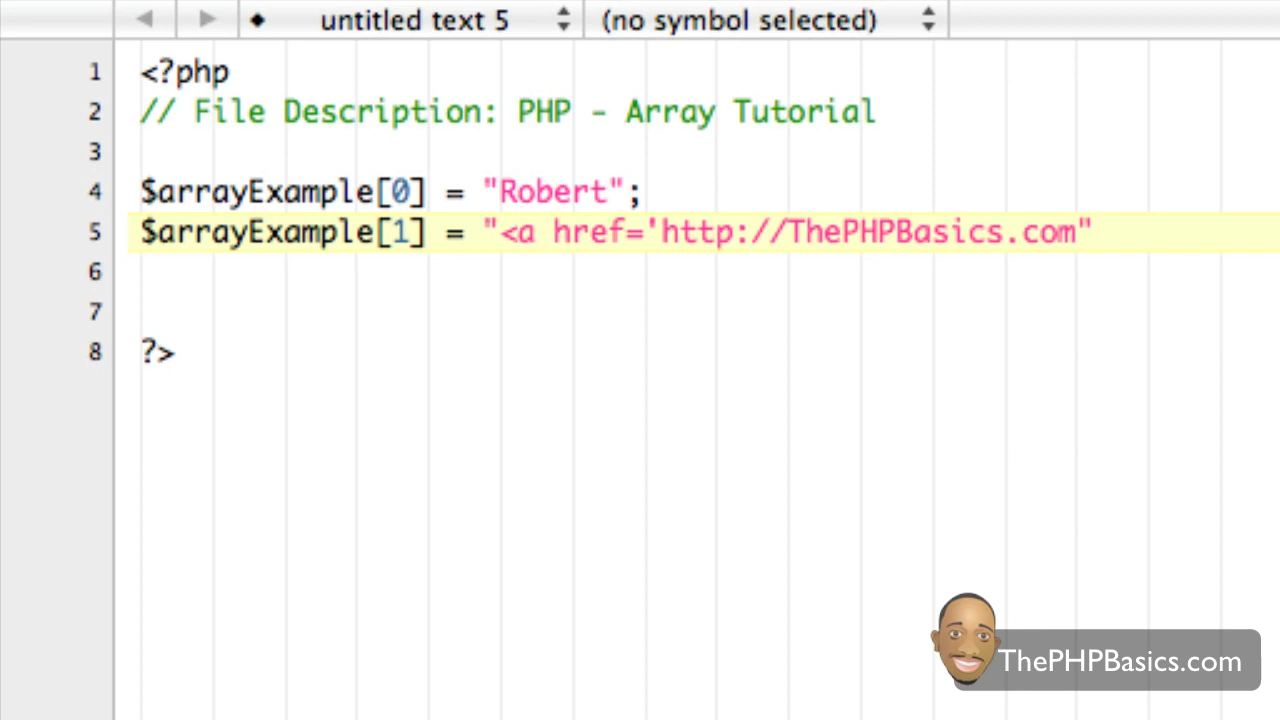 untitled text 5 (no symbol selected)
1 <?php
2 // File Description: PHP - Array Tutorial
3
4 $arrayExample[0] = "Robert";
5 $arrayExample[1] = "<a href='http://ThePHPBasics.com"
6
7
8 ?>
ThePHPBasics.com